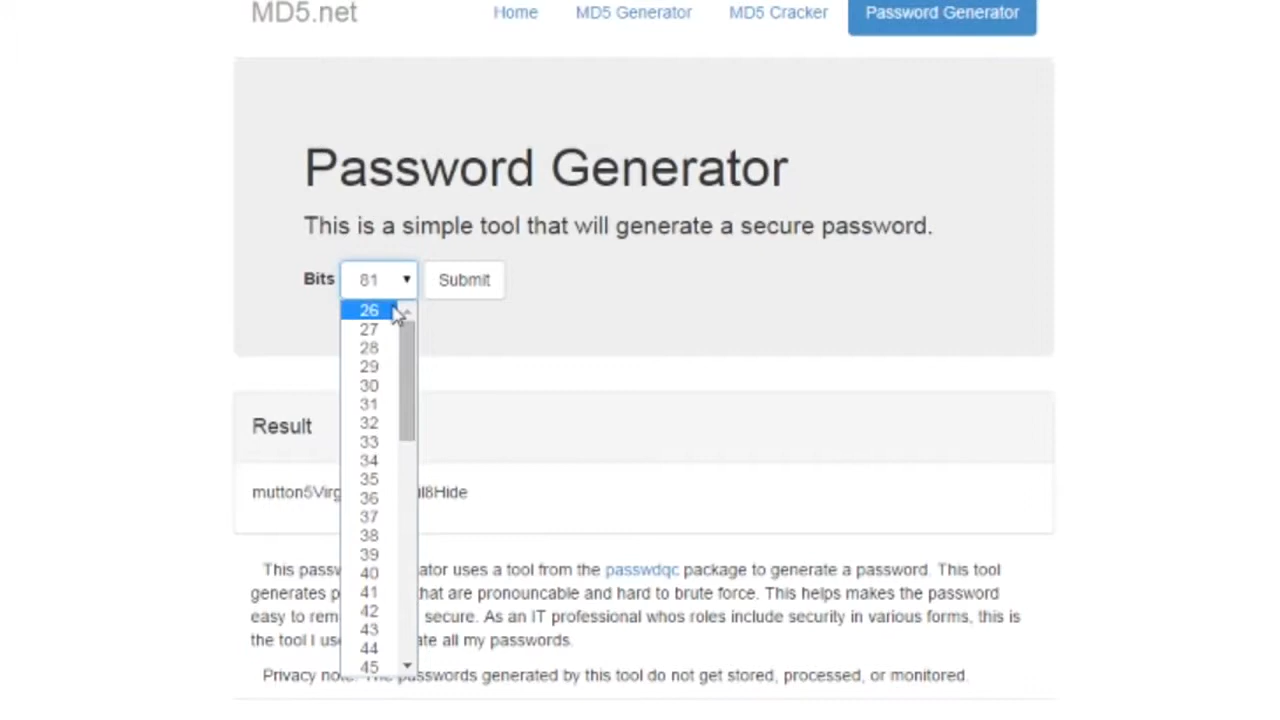 MD5.net Home MD5 Generator MD5 Cracker Password Generator
Password Generator
This is a simple tool that will generate a secure password.
Bits 81 Submit
26
27
28
29
30
31
32
33
34
35
36
37
38
39
40
41
42
43
44
45
Result
mutton5Virg l8Hide
This passw ator uses a tool from the passwdqc package to generate a password. This tool
generates p that are pronouncable and hard to brute force. This helps makes the password
easy to rem secure. As an IT professional whos roles include security in various forms, this is
the tool I us ate all my passwords.
Privacy note: The passwords generated by this tool do not get stored, processed, or monitored.